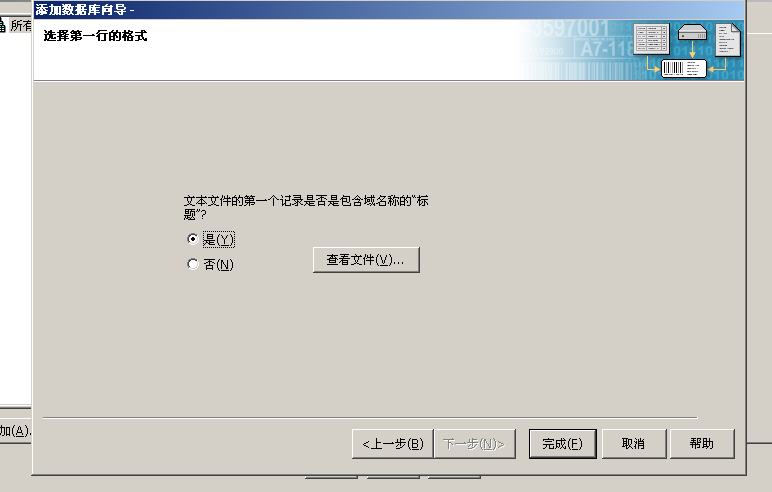 添加数据库向导 -
所有
选择第一行的格式
3597001
A7-118
文本文件的第一个记录是否是包含域名称的“标
题”?
是(Y)
否(N)
查看文件(V)...
加(A).
<上一步(B)
下一步(N)>
完成(F)
取消
帮助